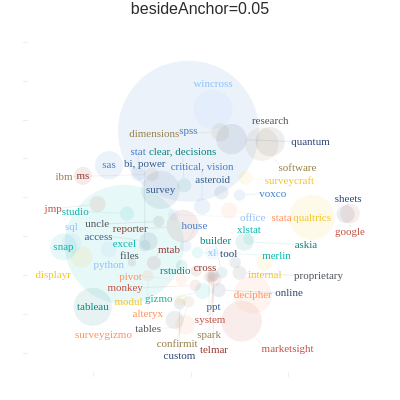 besideAnchor=0.05
wincross
research
dimensions spss
quantum
stat clear, decisions
sas bi, power critical, vision software
ibm ms asteroid surveycraft
survey voxco sheets
jmp studio office stata qualtrics
sql uncle reporter house xlstat google
access builder
snap excel askia
files mtab xl tool merlin
python rstudio cross
displayr pivot internal proprietary
monkey decipher online
modul gizmo
tableau alteryx ppt
system
tables spark
surveygizmo confirmit
custom telmar marketsight